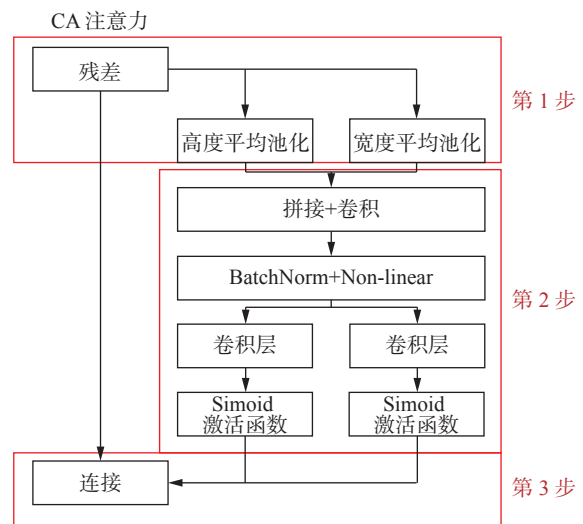 CA 注意力
残差
第 1 步
高度平均池化
宽度平均池化
拼接+卷积
BatchNorm+Non-linear
第 2 步
卷积层
卷积层
Simoid
激活函数
Simoid
激活函数
连接
第 3 步